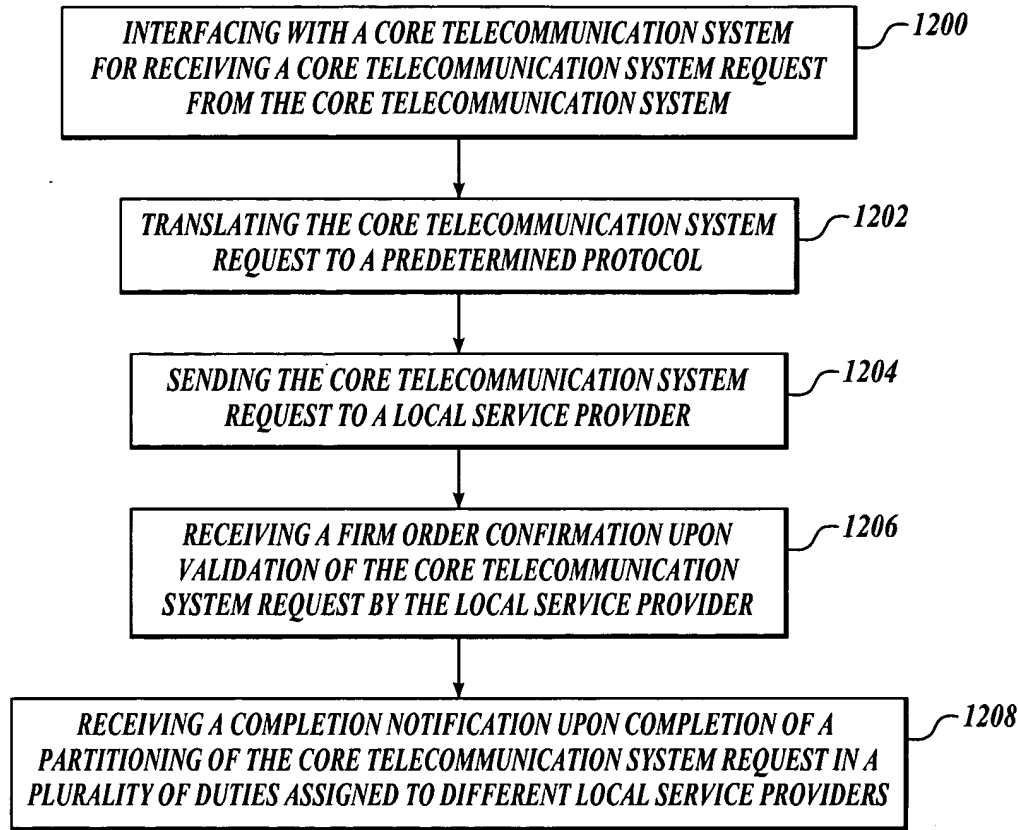 INTERFACING WITH A CORE TELECOMMUNICATION SYSTEM
FOR RECEIVING A CORE TELECOMMUNICATION SYSTEM REQUEST
FROM THE CORE TELECOMMUNICATION SYSTEM
1200
TRANSLATING THE CORE TELECOMMUNICATION SYSTEM
REQUEST TO A PREDETERMINED PROTOCOL
1202
SENDING THE CORE TELECOMMUNICATION SYSTEM
REQUEST TO A LOCAL SERVICE PROVIDER
1204
RECEIVING A FIRM ORDER CONFIRMATION UPON
VALIDATION OF THE CORE TELECOMMUNICATION
SYSTEM REQUEST BY THE LOCAL SERVICE PROVIDER
1206
RECEIVING A COMPLETION NOTIFICATION UPON COMPLETION OF A
PARTITIONING OF THE CORE TELECOMMUNICATION SYSTEM REQUEST IN A
PLURALITY OF DUTIES ASSIGNED TO DIFFERENT LOCAL SERVICE PROVIDERS
1208